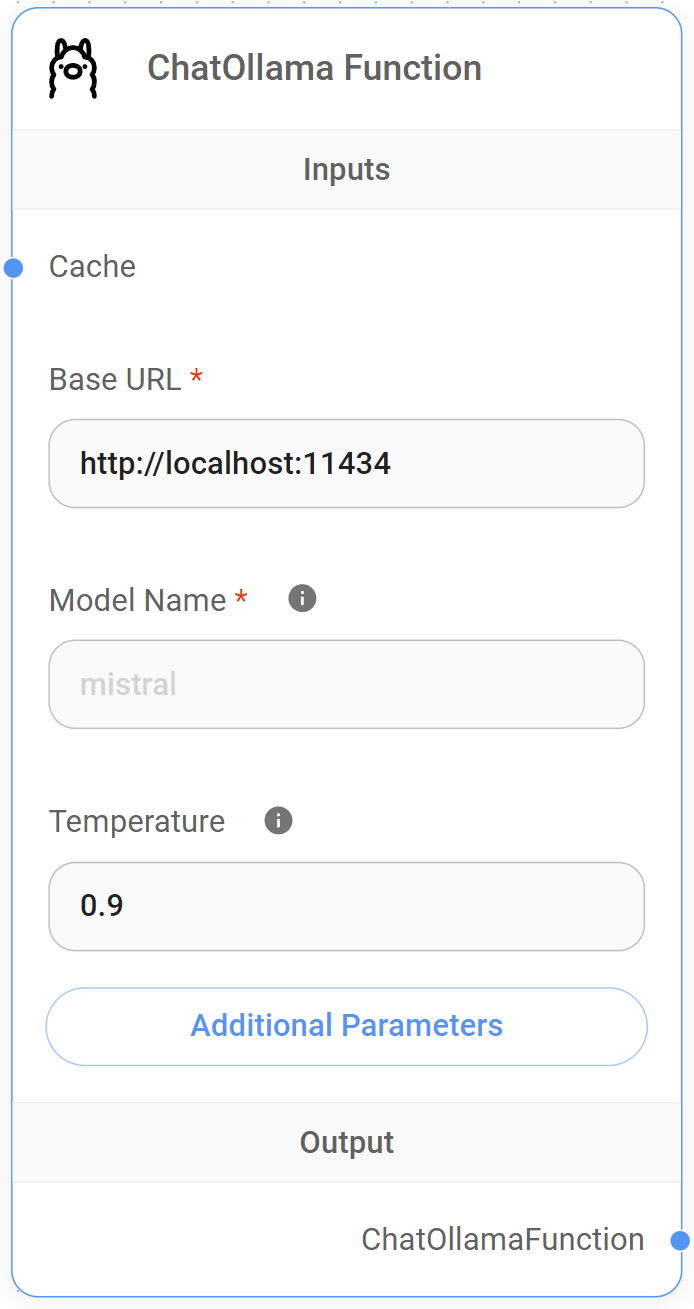 ChatOllama Function
Inputs
Cache
Base URL *
http://localhost:11434
Model Name *
mistral
Temperature
0.9
Additional Parameters
Output
ChatOllamaFunction